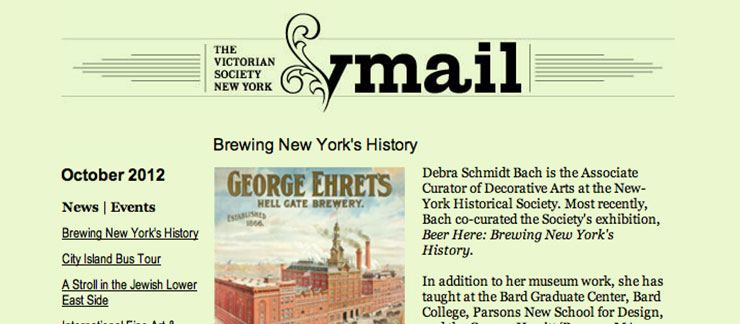 THE
VICTORIAN
SOCIETY
NEW YORK
vmail
Brewing New York's History
October 2012
News | Events
Brewing New York's History
City Island Bus Tour
A Stroll in the Jewish Lower
East Side
International Fine Art &
GEORGE EHRET'S
HELL GATE BREWERY.
ESTABLISHED
1866.
Debra Schmidt Bach is the Associate
Curator of Decorative Arts at the New-
York Historical Society. Most recently,
Bach co-curated the Society's exhibition,
Beer Here: Brewing New York's
History.
In addition to her museum work, she has
taught at the Bard Graduate Center, Bard
College, Parsons New School for Design,